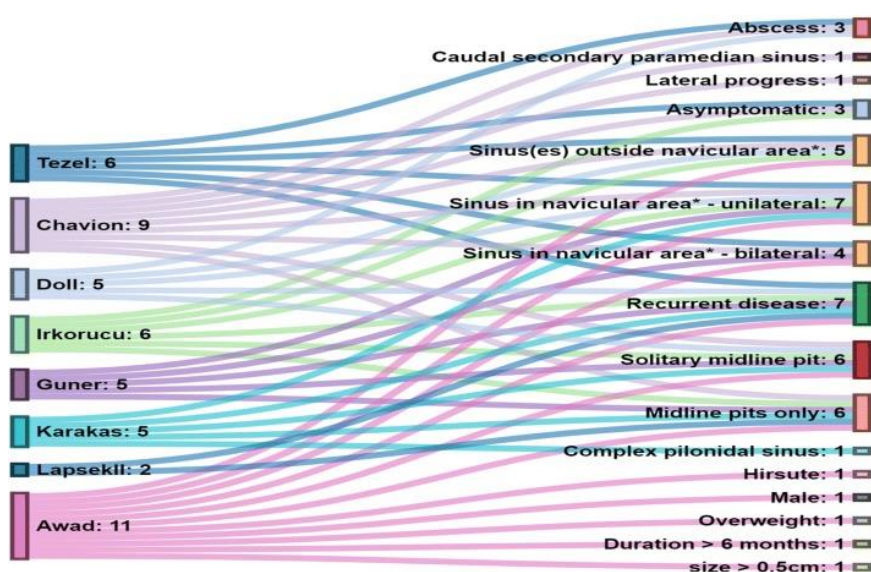 Tezel: 6
Chavion: 9
Doll: 5
Irkorucu: 6
Guner: 5
Karakas: 5
LapsekIl: 2
Awad: 11
Abscess: 3
Caudal secondary paramedian sinus: 1
Lateral progress: 1
Asymptomatic: 3
Sinus(es) outside navicular area*: 5
Sinus in navicular area* - unilateral: 7
Sinus in navicular area* - bilateral: 4
Recurrent disease: 7
Solitary midline pit: 6
Midline pits only: 6
Complex pilonidal sinus: 1
Hirsute: 1
Male: 1
Overweight: 1
Duration > 6 months: 1
size > 0.5cm: 1